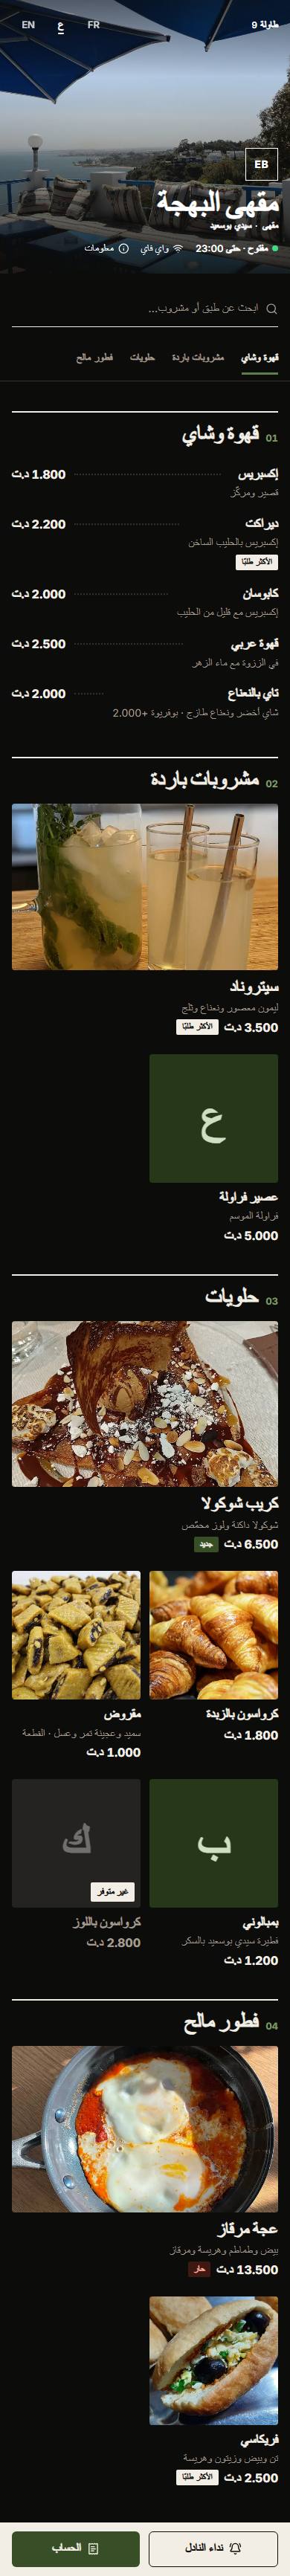 طاولة 9
FR ع EN
EB
مقهى البهجة
مقهى · سيدي بوسعيد
مفتوح · حتى 23:00 واي فاي معلومات
ابحث عن طبق أو مشروب...
قهوة وشاي مشروبات باردة حلويات فطور مالح
01 قهوة وشاي
إكسبريس 1.800 د.ت
قصير ومركّز
ديراكت 2.200 د.ت
إكسبريس بالحليب الساخن
الأكثر طلبًا
كابوسان 2.000 د.ت
إكسبريس مع قليل من الحليب
قهوة عربي 2.500 د.ت
في الززوة مع ماء الزهر
تاي بالنعناع 2.000 د.ت
شاي أخضر ونعناع طازج · بوفريوة +2.000
02 مشروبات باردة
سيتروناد
ليمون معصور ونعناع وثلج
3.500 د.ت الأكثر طلبًا
ع
عصير فراولة
فراولة الموسم
5.000 د.ت
03 حلويات
كريب شوكولا
شوكولا داكنة ولوز محمّص
6.500 د.ت جديد
كرواسون بالزبدة
1.800 د.ت
مقروض
سميد وعجينة تمر وعسل · القطعة
1.000 د.ت
ب
بمبالوني
فطيرة سيدي بوسعيد بالسكر
1.200 د.ت
ك
غير متوفر
كرواسون باللوز
2.800 د.ت
04 فطور مالح
عجة مرقاز
بيض وطماطم وهريسة ومرقاز
13.500 د.ت حار
فريكاسي
تن وبيض وزيتون وهريسة
2.500 د.ت الأكثر طلبًا
نداء النادل الحساب